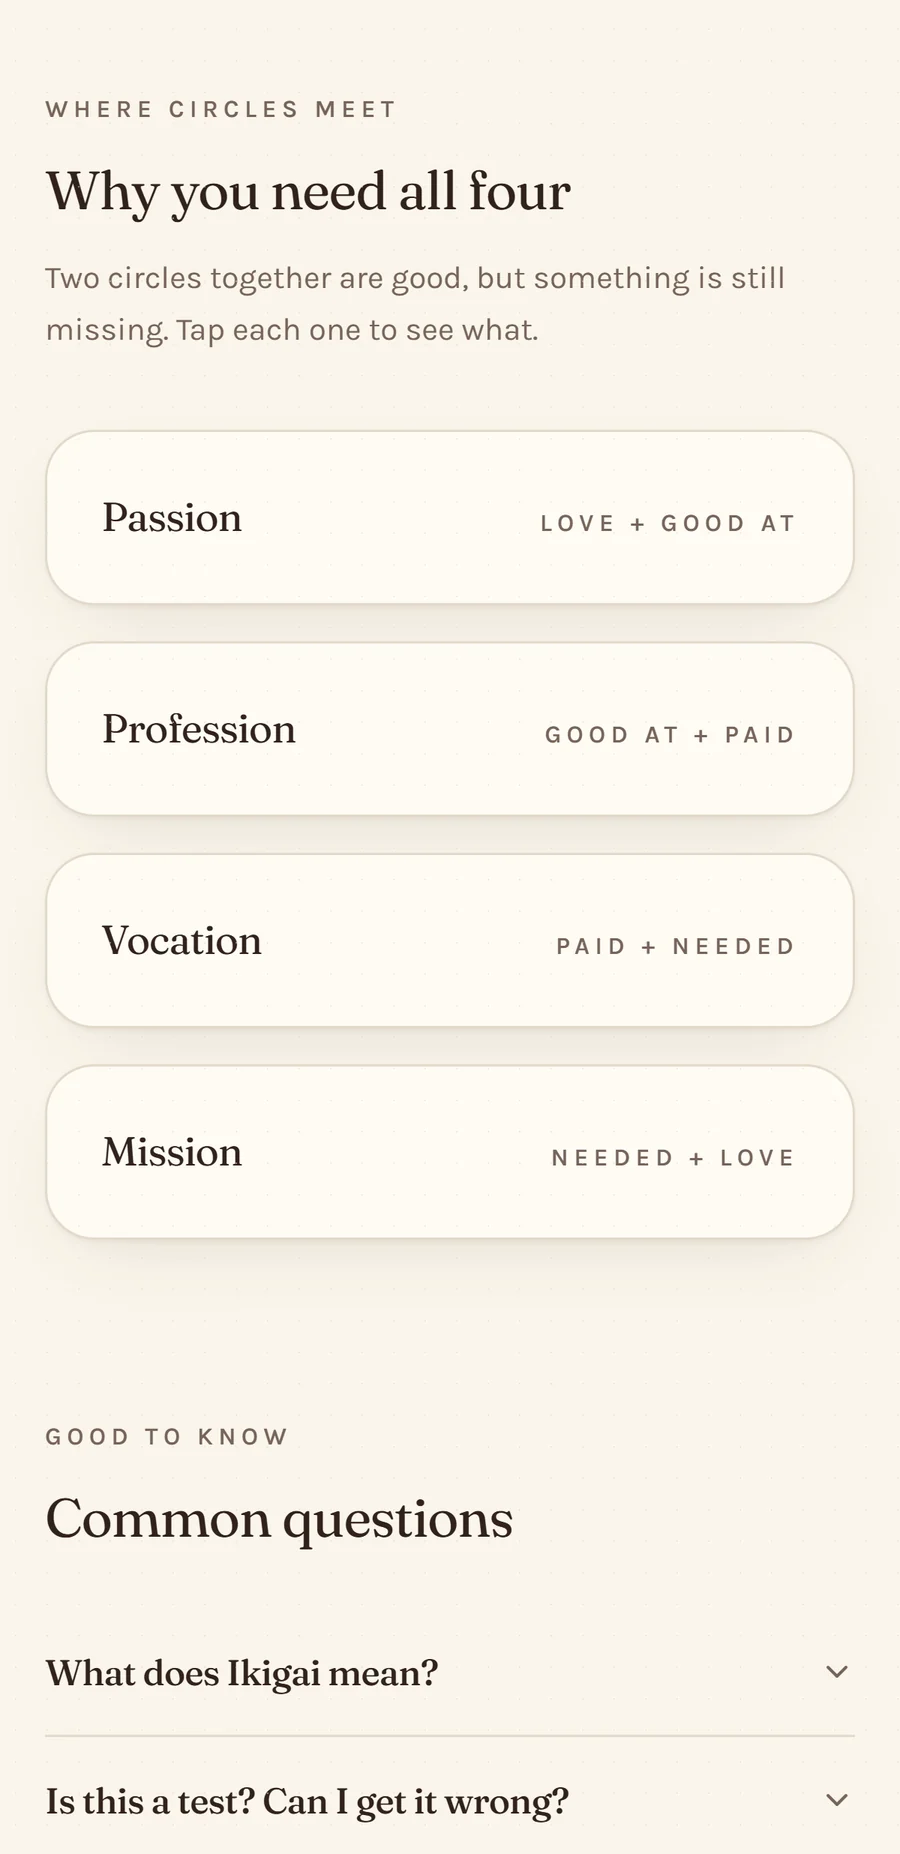 WHERE CIRCLES MEET
Why you need all four
Two circles together are good, but something is still
missing. Tap each one to see what.
Passion LOVE + GOOD AT
Profession GOOD AT + PAID
Vocation PAID + NEEDED
Mission NEEDED + LOVE
GOOD TO KNOW
Common questions
What does Ikigai mean?
Is this a test? Can I get it wrong?